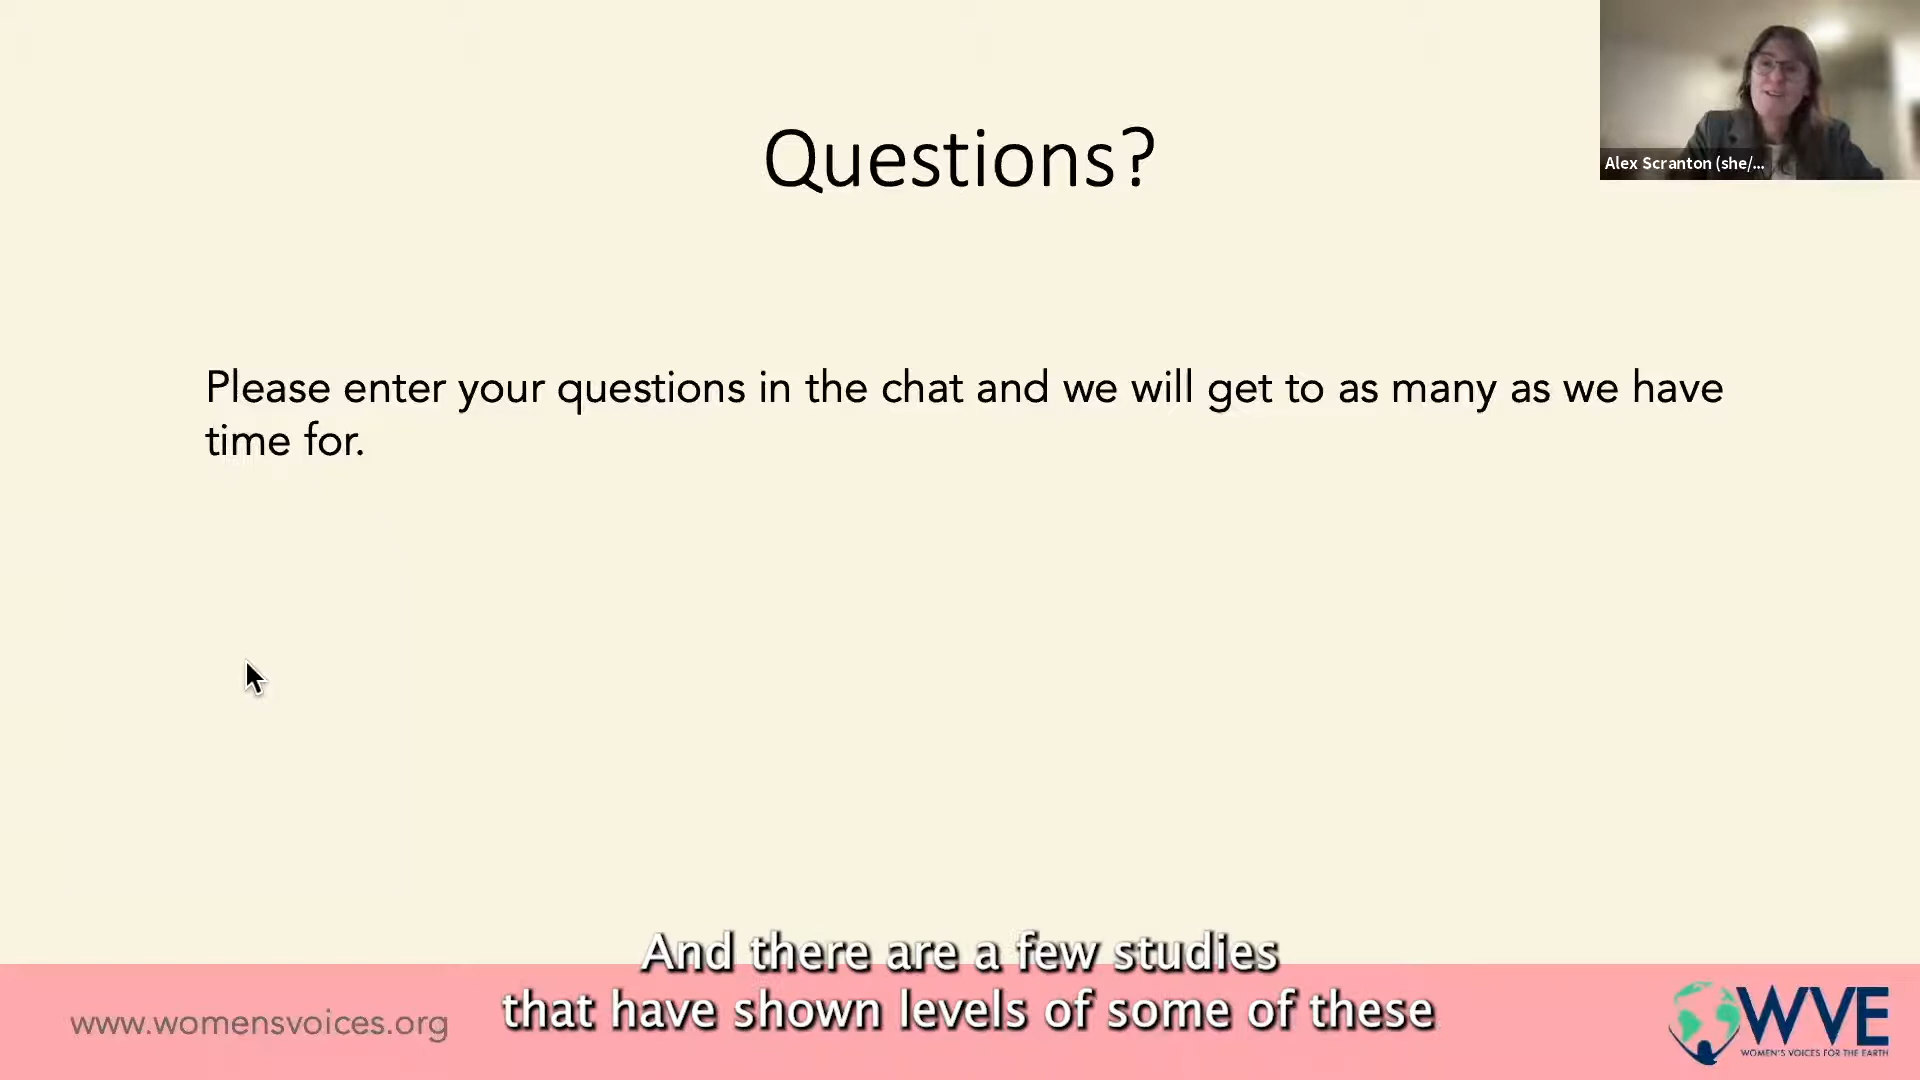 Questions?
Alex Scranton (she/...
Please enter your questions in the chat and we will get to as many as we have
time for.
And there are a few studies
that have shown levels of some of these
www.womensvoices.org
WVE
WOMEN'S VOICES FOR THE EARTH